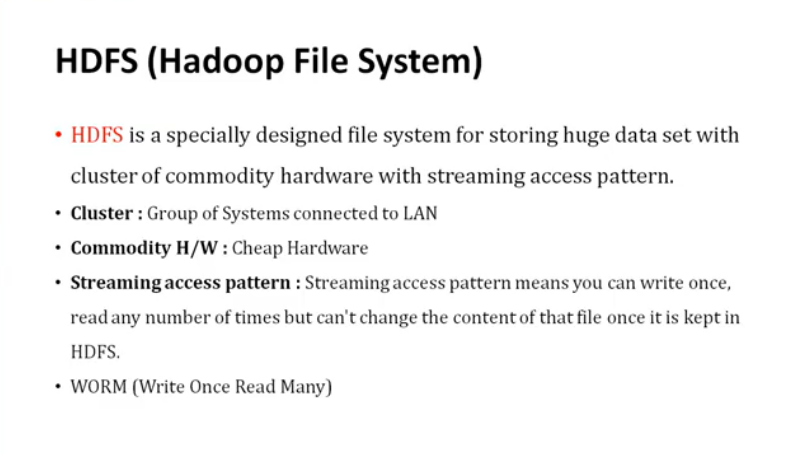 HDFS (Hadoop File System)
• HDFS is a specially designed file system for storing huge data set with
cluster of commodity hardware with streaming access pattern.
• Cluster : Group of Systems connected to LAN
• Commodity H/W : Cheap Hardware
• Streaming access pattern : Streaming access pattern means you can write once,
read any number of times but can't change the content of that file once it is kept in
HDFS.
• WORM (Write Once Read Many)